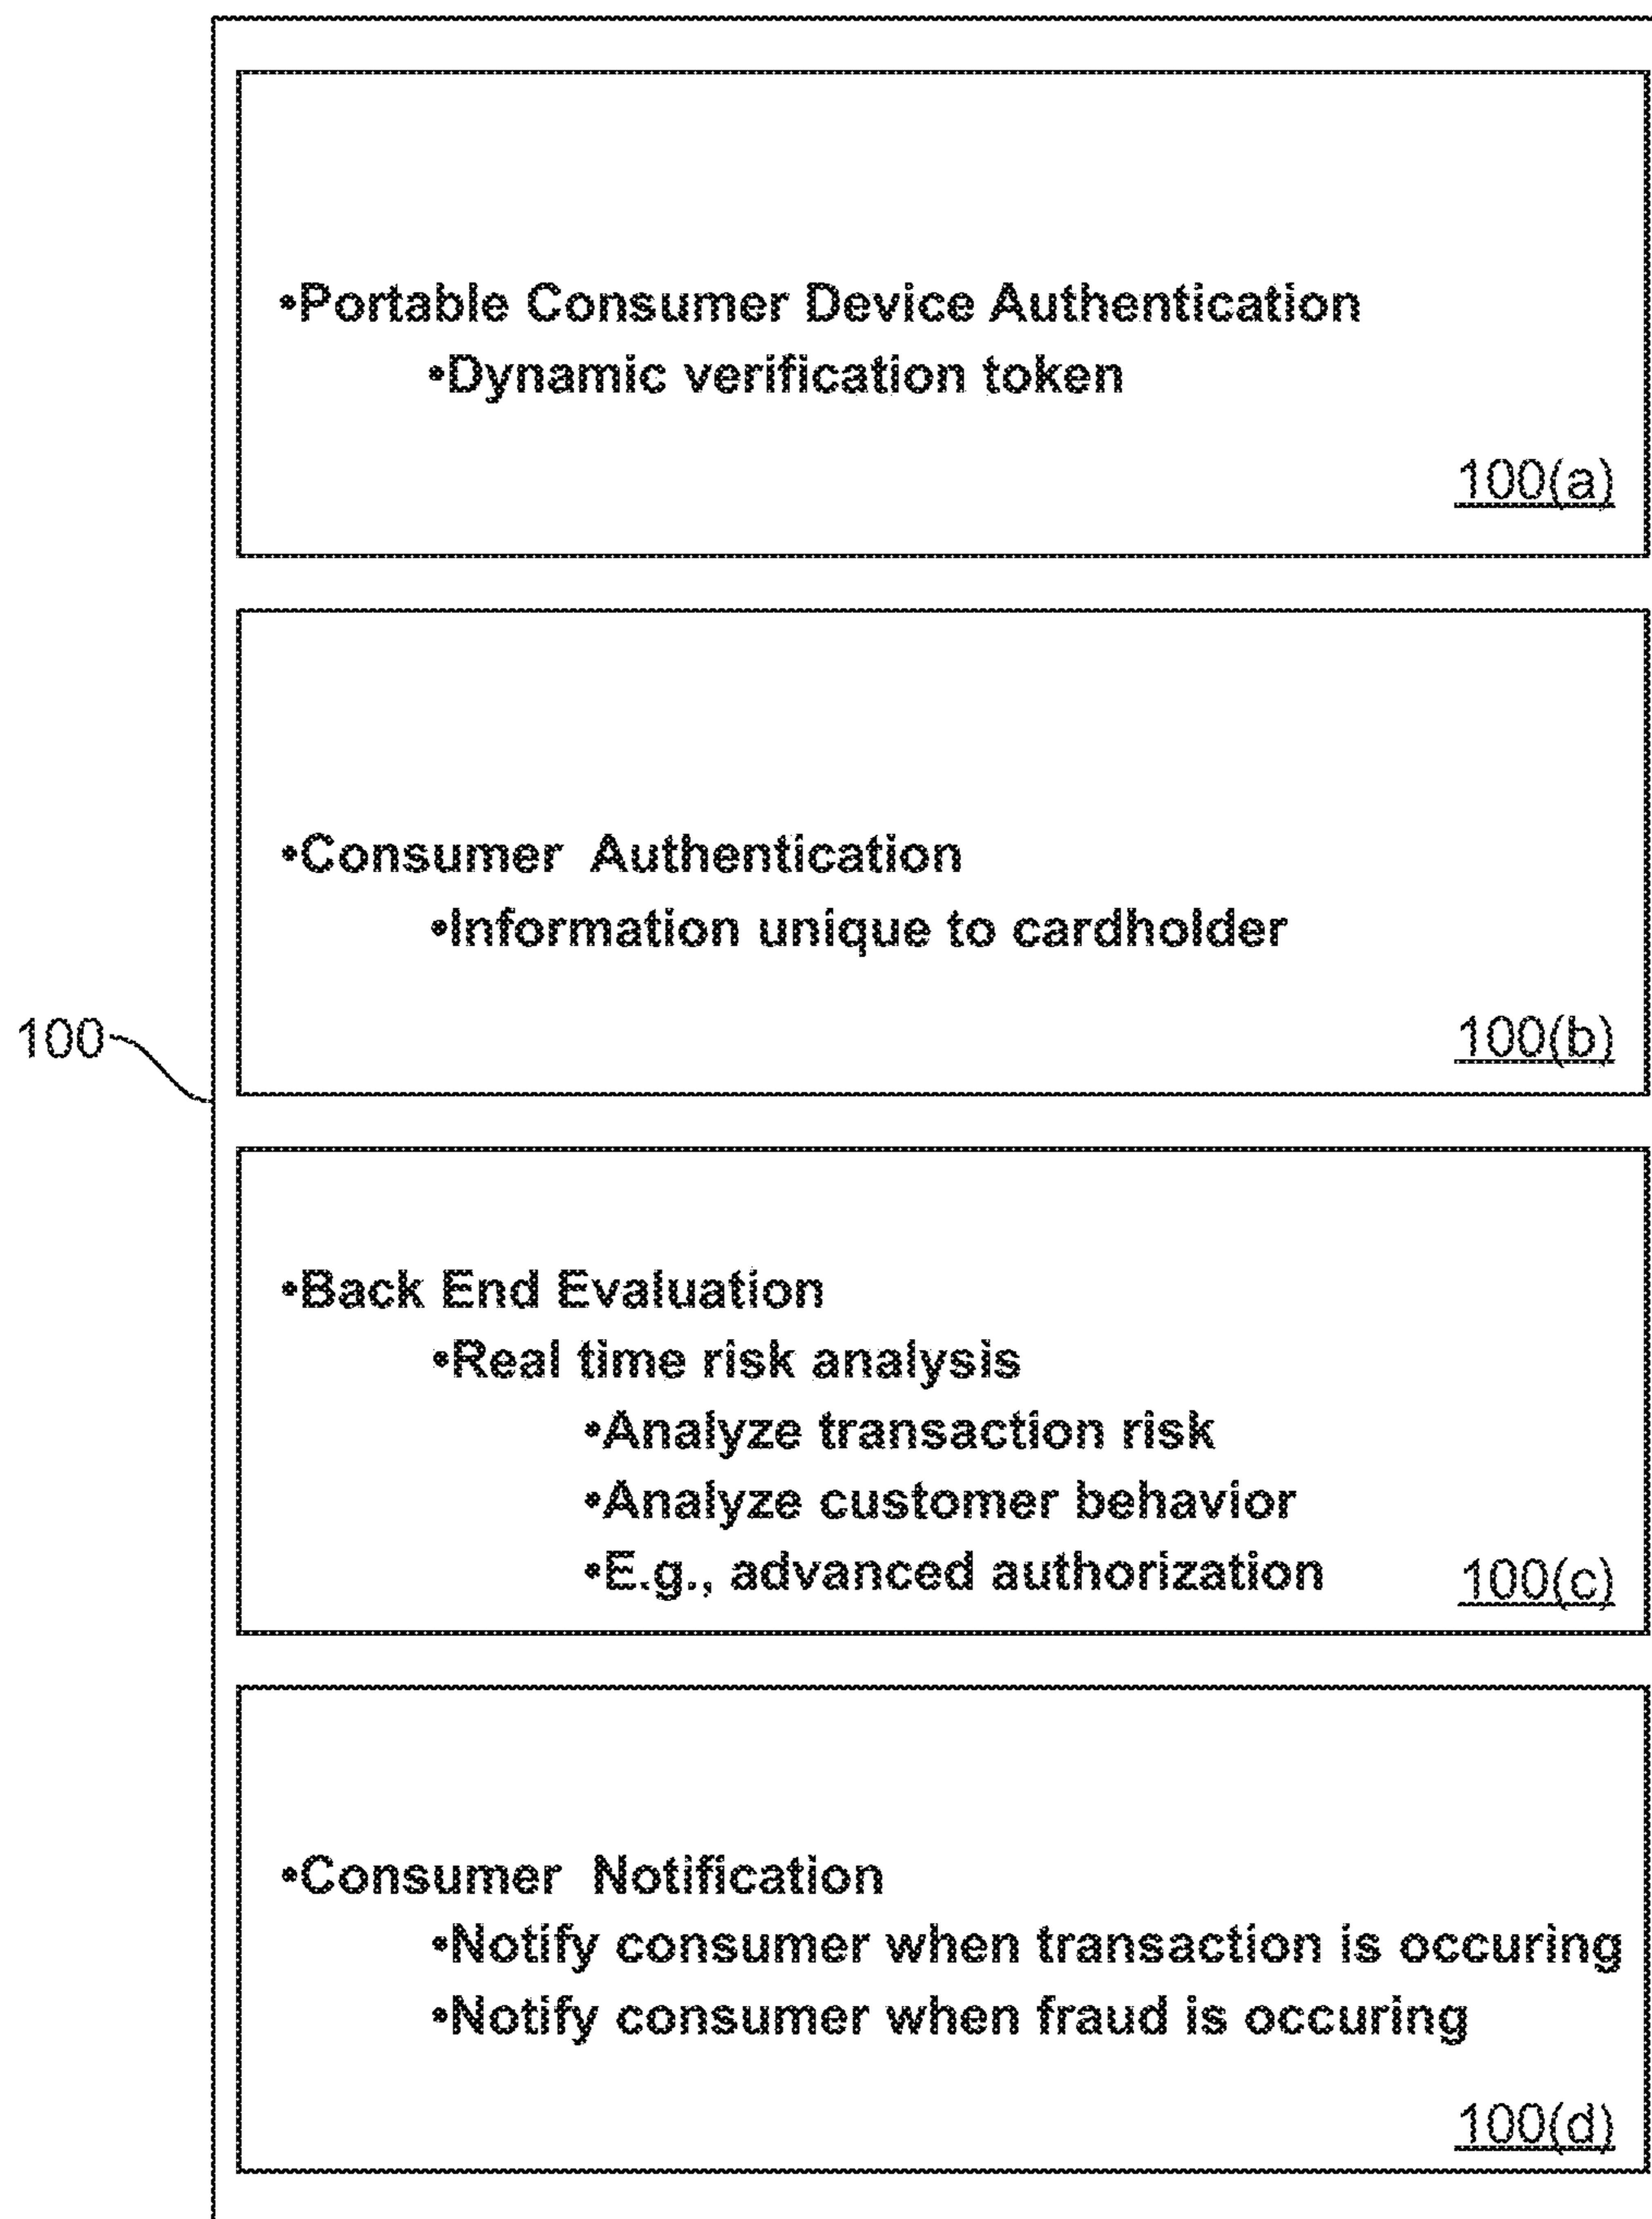 •Portable Consumer Device Authentication
•Dynamic verification token
100(a)
•Consumer Authentication
•Information unique to cardholder
100
100(b)
•Back End Evaluation
•Real time risk analysis
•Analyze transaction risk
•Analyze customer behavior
•E.g., advanced authorization 100(c)
•Consumer Notification
•Notify consumer when transaction is occuring
•Notify consumer when fraud is occuring
100(d)